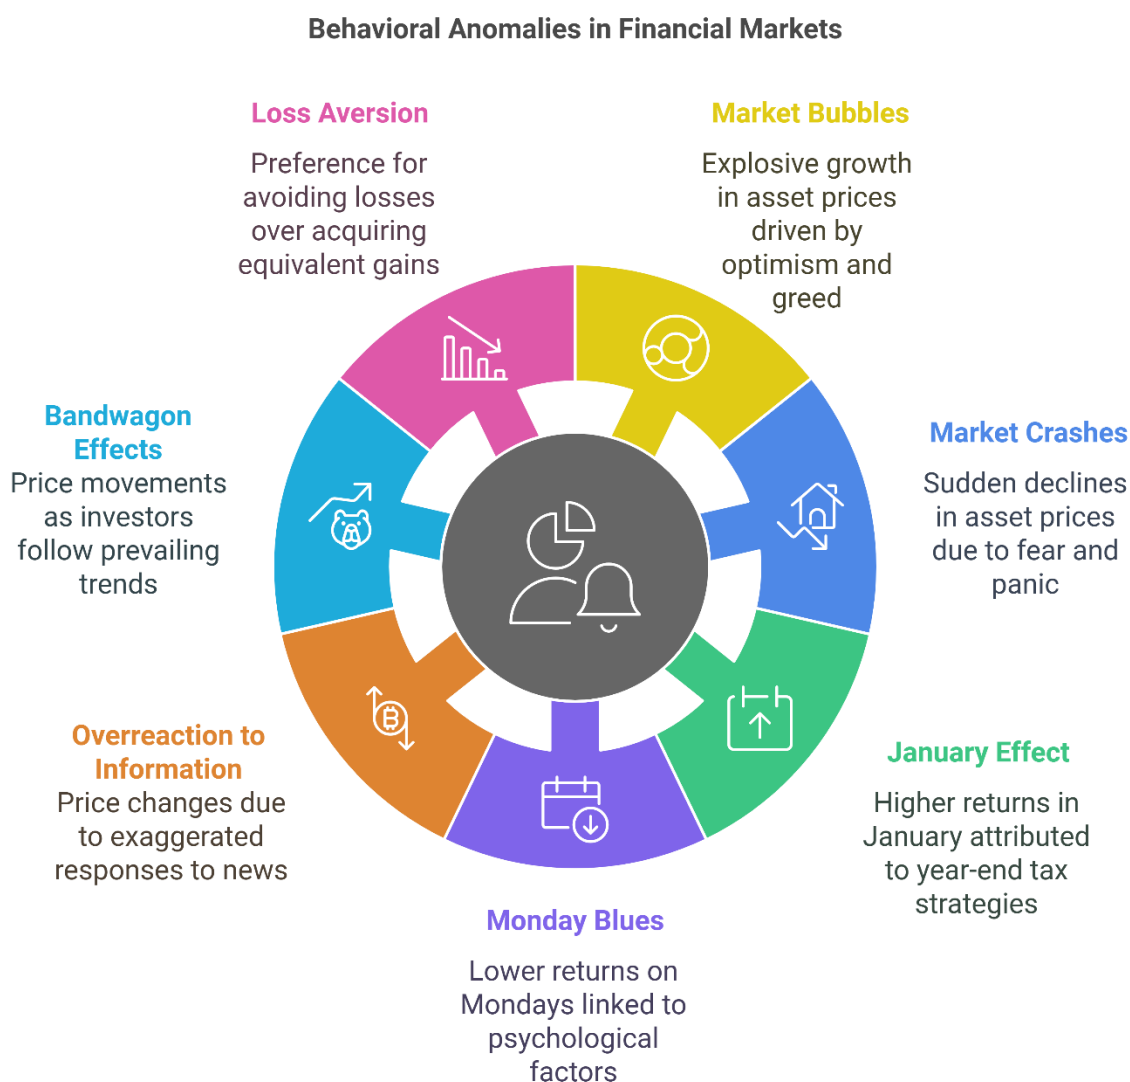 Behavioral Anomalies in Financial Markets
Loss Aversion
Preference for
avoiding losses
over acquiring
equivalent gains
Market Bubbles
Explosive growth
in asset prices
driven by
optimism and
greed
Bandwagon
Effects
Price movements
as investors
follow prevailing
trends
Market Crashes
Sudden declines
in asset prices
due to fear and
panic
Overreaction to
Information
Price changes due
to exaggerated
responses to news
January Effect
Higher returns in
January attributed
to year-end tax
strategies
Monday Blues
Lower returns on
Mondays linked to
psychological
factors